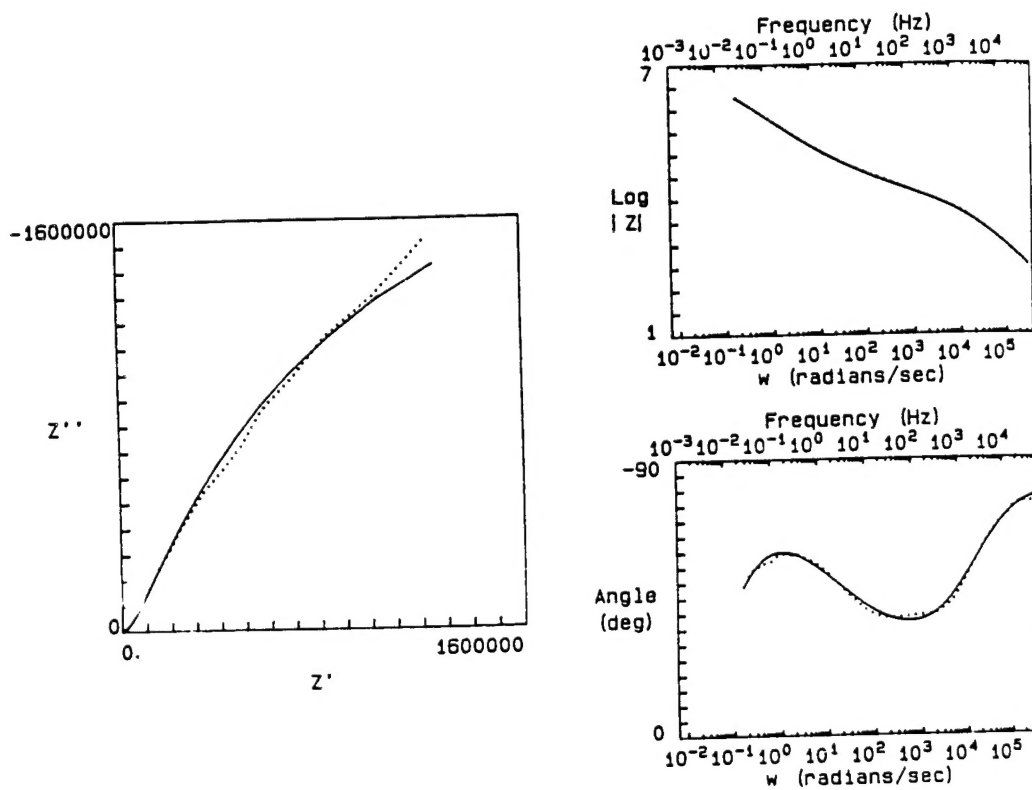 -1600000
Z''
0
0.
1600000
Z'
Frequency (Hz)
10⁻³ 10⁻² 10⁻¹ 10⁰ 10¹ 10² 10³ 10⁴
7
Log
|Z|
1
10⁻² 10⁻¹ 10⁰ 10¹ 10² 10³ 10⁴ 10⁵
w (radians/sec)
Frequency (Hz)
10⁻³ 10⁻² 10⁻¹ 10⁰ 10¹ 10² 10³ 10⁴
-90
Angle
(deg)
0
10⁻² 10⁻¹ 10⁰ 10¹ 10² 10³ 10⁴ 10⁵
w (radians/sec)